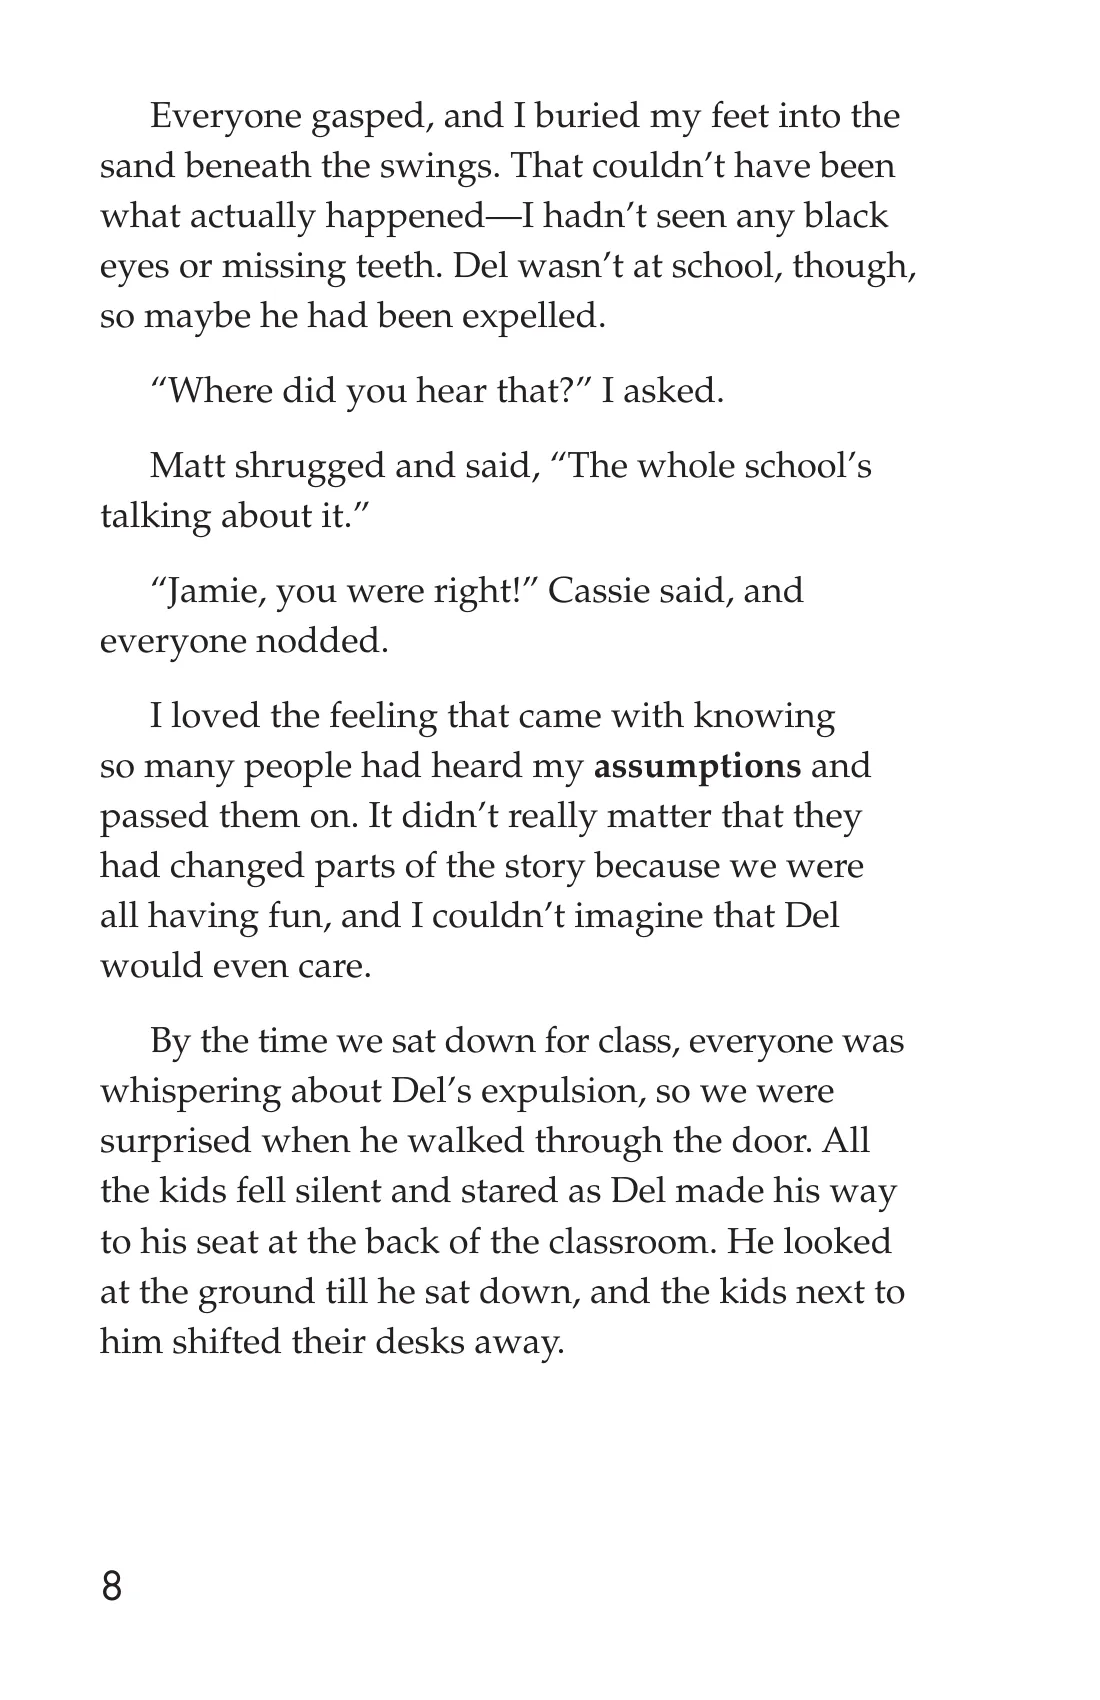 Everyone gasped, and I buried my feet into the
sand beneath the swings. That couldn’t have been
what actually happened—I hadn’t seen any black
eyes or missing teeth. Del wasn’t at school, though,
so maybe he had been expelled.
“Where did you hear that?” I asked.
Matt shrugged and said, “The whole school’s
talking about it.”
“Jamie, you were right!” Cassie said, and
everyone nodded.
I loved the feeling that came with knowing
so many people had heard my assumptions and
passed them on. It didn’t really matter that they
had changed parts of the story because we were
all having fun, and I couldn’t imagine that Del
would even care.
By the time we sat down for class, everyone was
whispering about Del’s expulsion, so we were
surprised when he walked through the door. All
the kids fell silent and stared as Del made his way
to his seat at the back of the classroom. He looked
at the ground till he sat down, and the kids next to
him shifted their desks away.
8